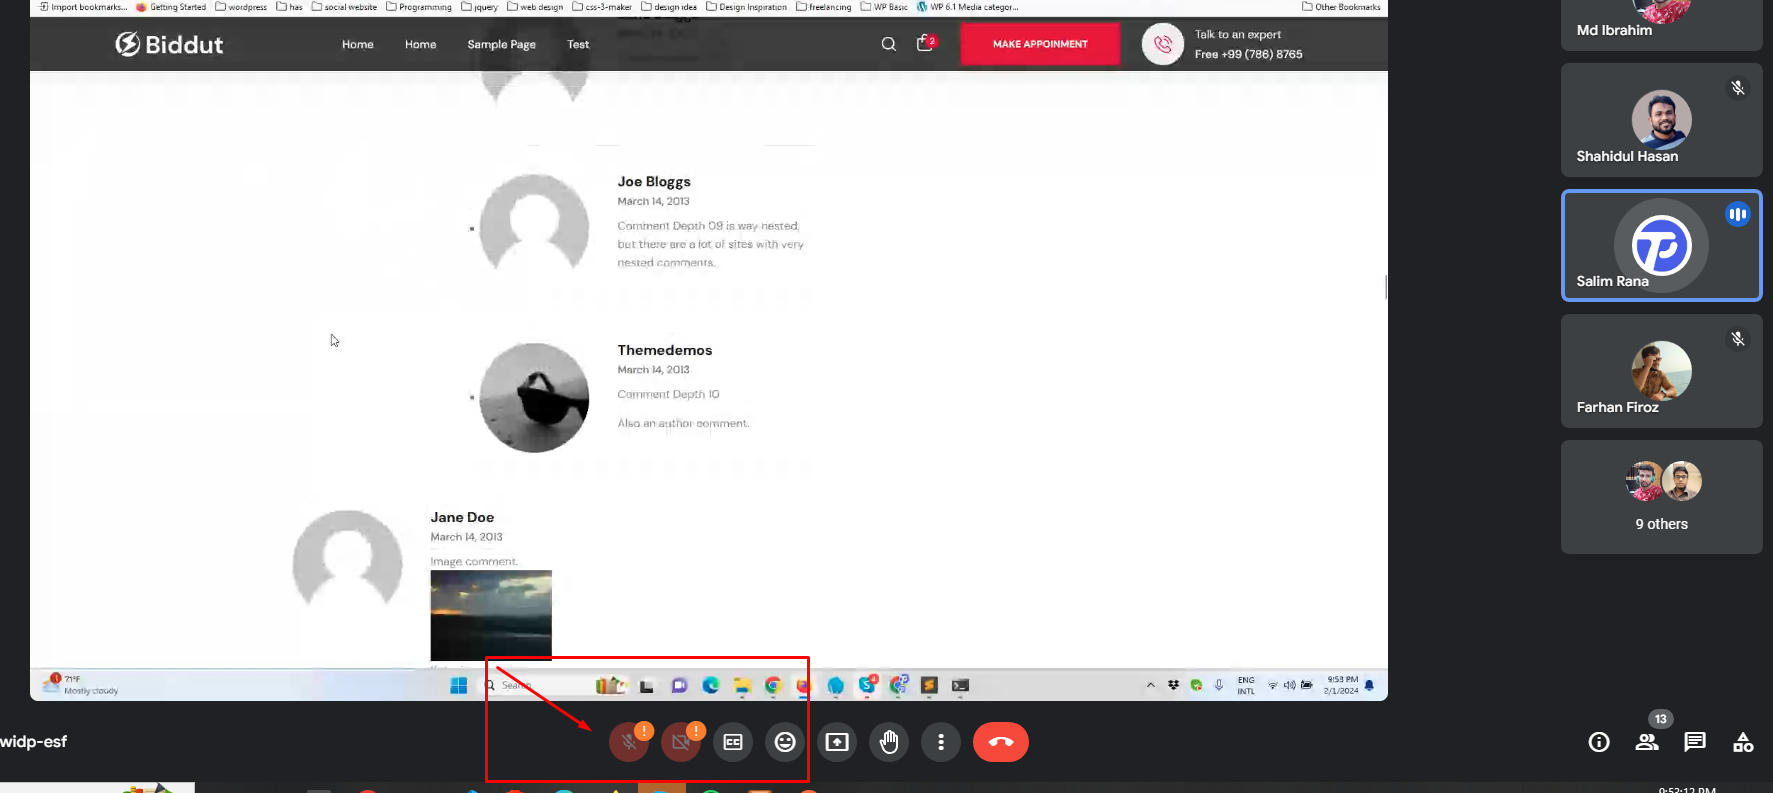 Import bookmarks... Getting Started wordpress has social website Programming jquery web design css-3-maker design idea Design Inspiration freelancing WP Basic WP 6.1 Media categor... Other Bookmarks
Biddut
Home Home Sample Page Test
2
MAKE APPOINMENT
Talk to an expert
Free +99 (786) 8765
Joe Bloggs
March 14, 2013
Comment Depth 09 is way nested,
but there are a lot of sites with very
nested comments.
Themedemos
March 14, 2013
Comment Depth 10
Also an author comment.
Jane Doe
March 14, 2013
Image comment.
1
71°F
Mostly cloudy
Search
4
ENG
INTL
9:53 PM
2/1/2024
Md Ibrahim
Shahidul Hasan
Salim Rana
Farhan Firoz
9 others
widp-esf
!
!
CC
13
9:53:12 PM